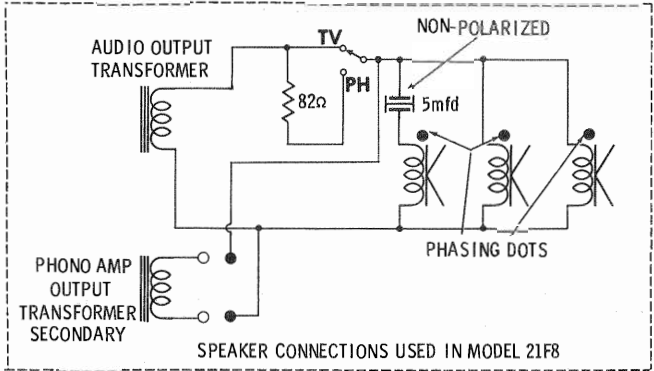 TV
NON-POLARIZED
AUDIO OUTPUT
TRANSFORMER
PH
82Ω
5mfd
PHASING DOTS
PHONO AMP
OUTPUT
TRANSFORMER
SECONDARY
SPEAKER CONNECTIONS USED IN MODEL 21F8